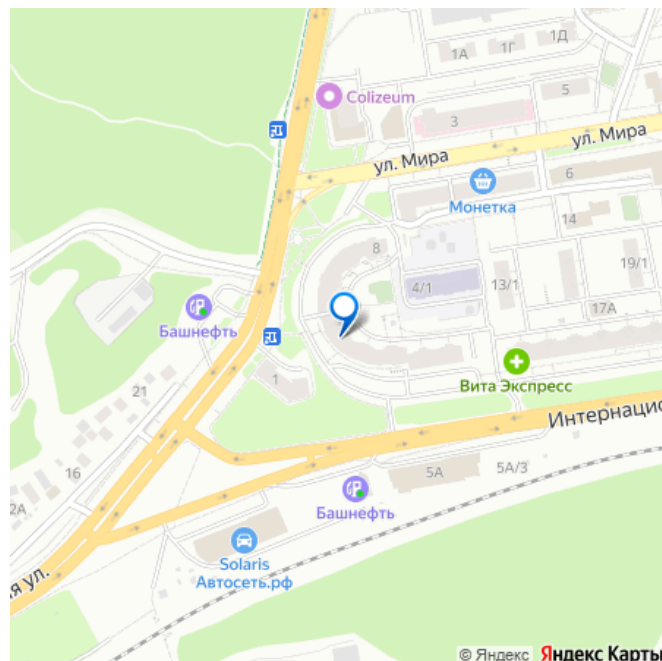 1А
1Г
1Д
5
Colizeum
3
ул. Мира
ул. Мира
6
Монетка
14
8
4/1
13/1
19/1
17А
Башнефть
1
Вита Экспресс
21
Интернацио
16
5А
5А/3
2А
Башнефть
Solaris
Автосеть.рф
я ул.
© Яндекс Яндекс Карты